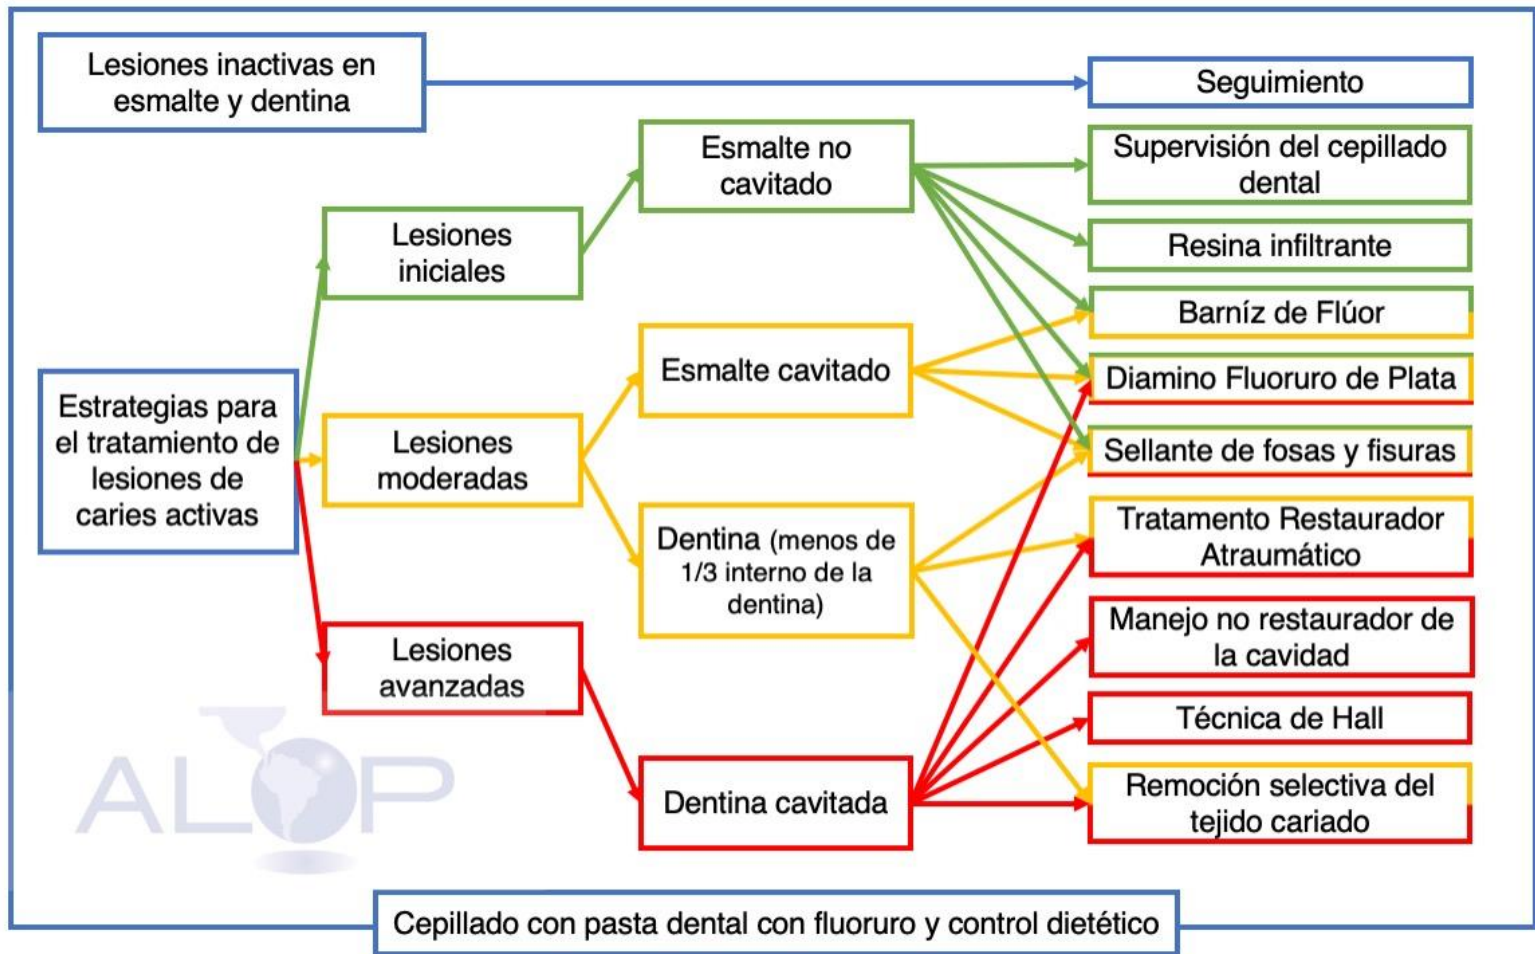 Lesiones inactivas en
esmalte y dentina
Seguimiento
Esmalte no
cavitado
Supervisión del cepillado
dental
Lesiones
iniciales
Resina infiltrante
Barníz de Flúor
Esmalte cavitado
Diamino Fluoruro de Plata
Estrategias para
el tratamiento de
lesiones de
caries activas
Lesiones
moderadas
Sellante de fosas y fisuras
Dentina (menos de
1/3 interno de la
dentina)
Tratamento Restaurador
Atraumático
Lesiones
avanzadas
Manejo no restaurador de
la cavidad
Técnica de Hall
Dentina cavitada
Remoción selectiva del
tejido cariado
ALOP
Cepillado con pasta dental con fluoruro y control dietético